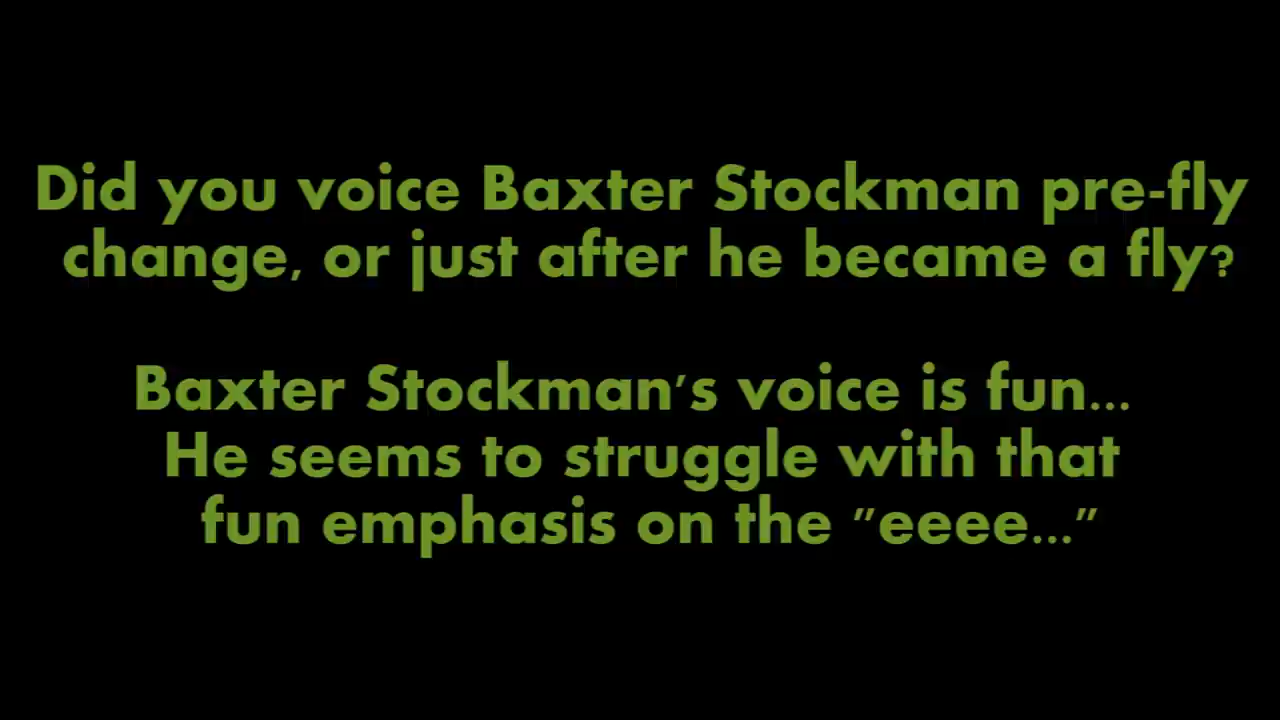 Did you voice Baxter Stockman pre-fly
change, or just after he became a fly?
Baxter Stockman's voice is fun...
He seems to struggle with that
fun emphasis on the "eeee..."